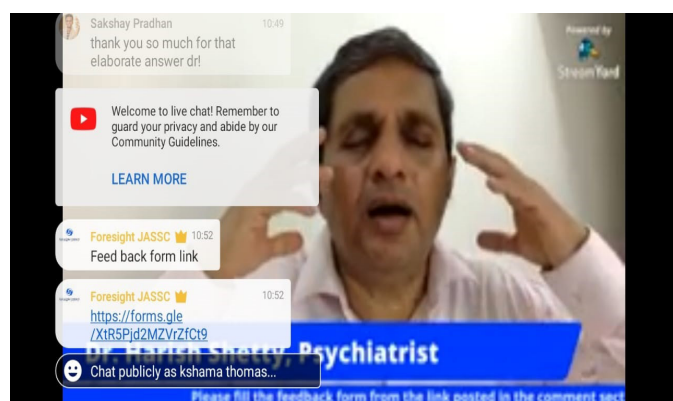 Sakshay Pradhan 10:49
thank you so much for that
elaborate answer dr!
Powered by
StreamYard
Welcome to live chat! Remember to
guard your privacy and abide by our
Community Guidelines.
LEARN MORE
Foresight JASSC 10:52
Feed back form link
Foresight JASSC 10:52
https://forms.gle
/XtR5Pjd2MZVrZfCt9
Dr. Harish Shetty, Psychiatrist
Chat publicly as kshama thomas...
Please fill the feedback form from the link posted in the comment sect